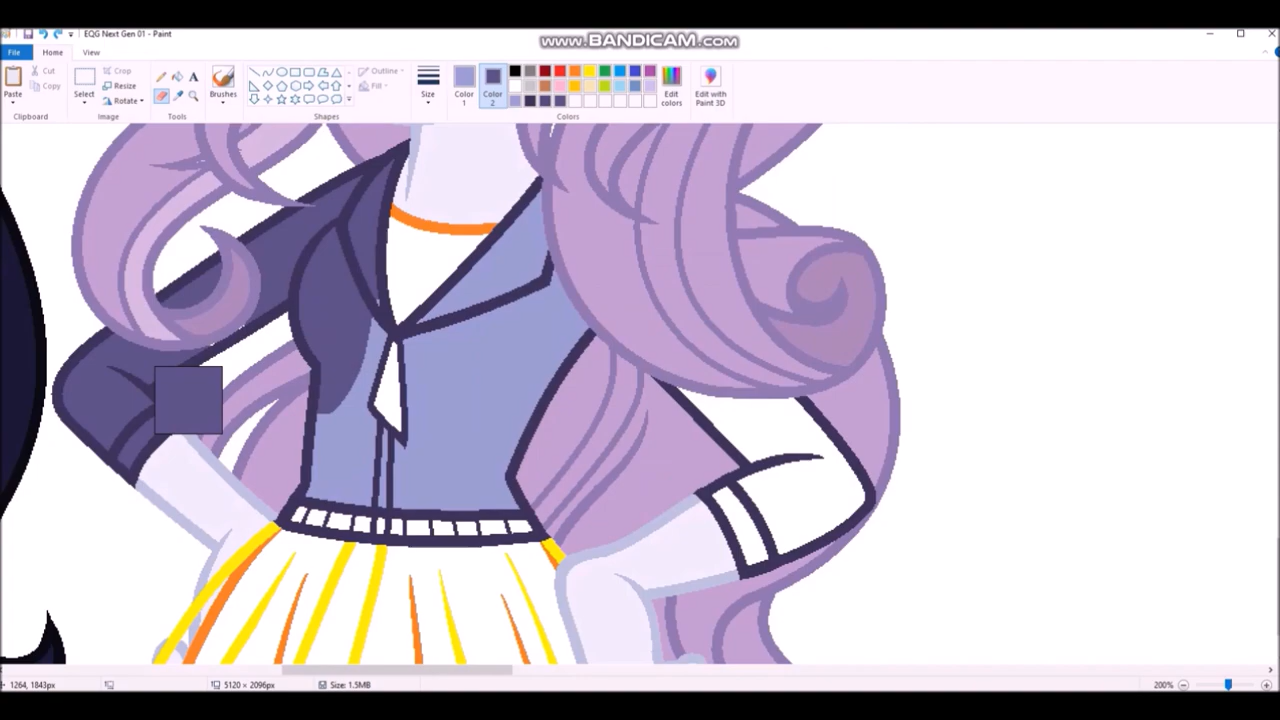 EQG Next Gen 01 - Paint
www.BANDICAM.com
File Home View
Cut Crop Outline
Copy Resize Fill
Paste Select Rotate Brushes Size Color 1 Color 2 Edit colors Edit with Paint 3D
Clipboard Image Tools Shapes Colors
1264, 1843px 5120 × 2096px Size: 1.5MB 200%